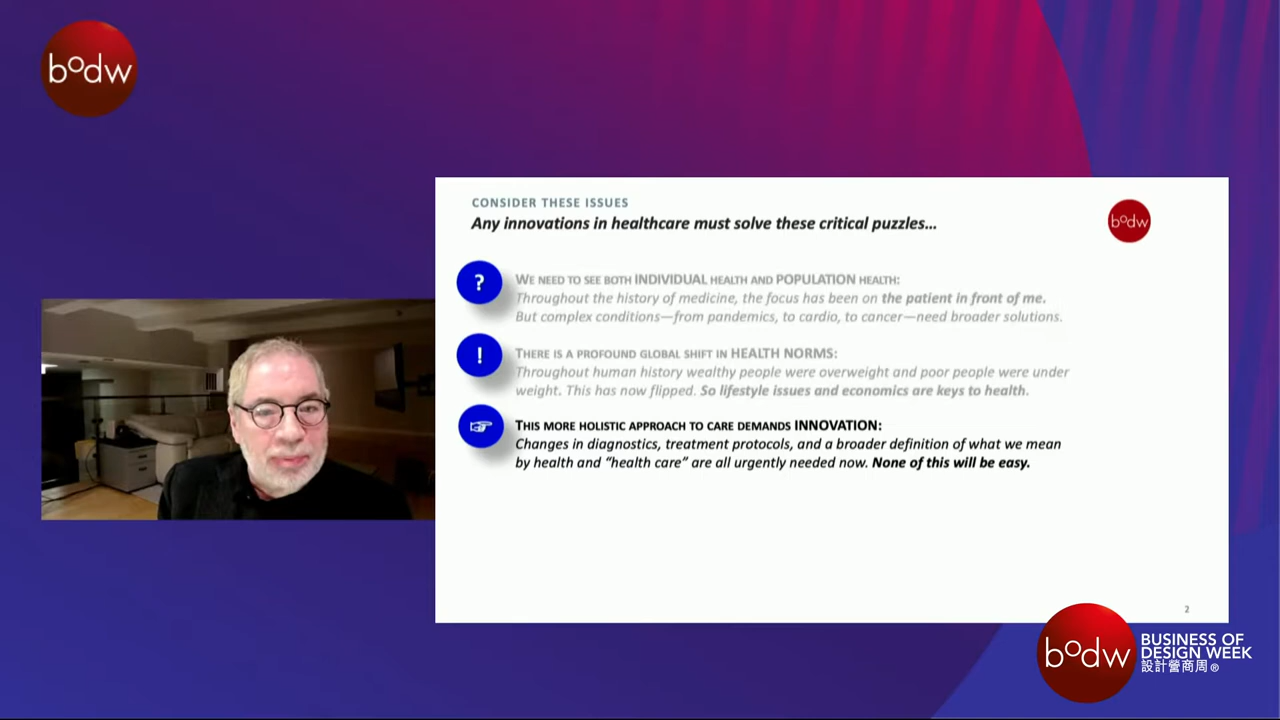 bodw
CONSIDER THESE ISSUES
Any innovations in healthcare must solve these critical puzzles...
bodw
?
WE NEED TO SEE BOTH INDIVIDUAL HEALTH AND POPULATION HEALTH:
Throughout the history of medicine, the focus has been on the patient in front of me.
But complex conditions—from pandemics, to cardio, to cancer—need broader solutions.
!
THERE IS A PROFOUND GLOBAL SHIFT IN HEALTH NORMS:
Throughout human history wealthy people were overweight and poor people were under
weight. This has now flipped. So lifestyle issues and economics are keys to health.
THIS MORE HOLISTIC APPROACH TO CARE DEMANDS INNOVATION:
Changes in diagnostics, treatment protocols, and a broader definition of what we mean
by health and “health care” are all urgently needed now. None of this will be easy.
2
bodw
BUSINESS OF
DESIGN WEEK
設計營商周®